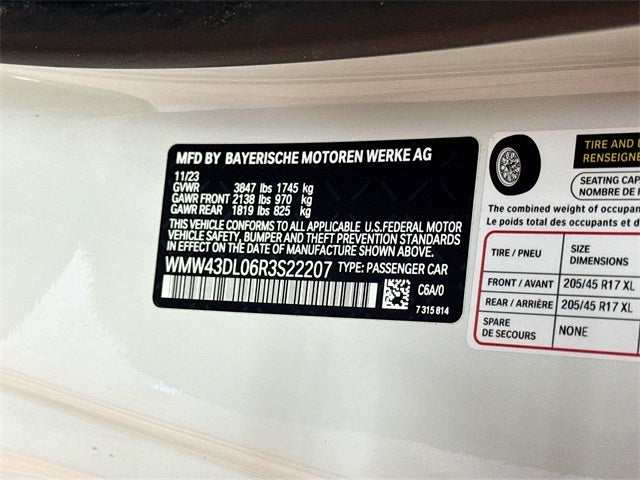 MFD BY BAYERISCHE MOTOREN WERKE AG
11/23
GVWR 3847 lbs 1745 kg
GAWR FRONT 2138 lbs 970 kg
GAWR REAR 1819 lbs 825 kg
THIS VEHICLE CONFORMS TO ALL APPLICABLE U.S.FEDERAL MOTOR
VEHICLE SAFETY, BUMPER AND THEFT PREVENTION STANDARDS
IN EFFECT ON THE DATE OF MANUFACTURE SHOWN ABOVE.
WMW43DL06R3S22207 TYPE: PASSENGER CAR
C6A/0
7 315 814
TIRE AND
RENSEIGNE
SEATING CAP
NOMBRE DE
The combined weight of occupan
Le poids total des occupants et d
TIRE / PNEU SIZE
DIMENSIONS
FRONT / AVANT 205/45 R17 XL
REAR / ARRIÈRE 205/45 R17 XL
SPARE
DE SECOURS NONE